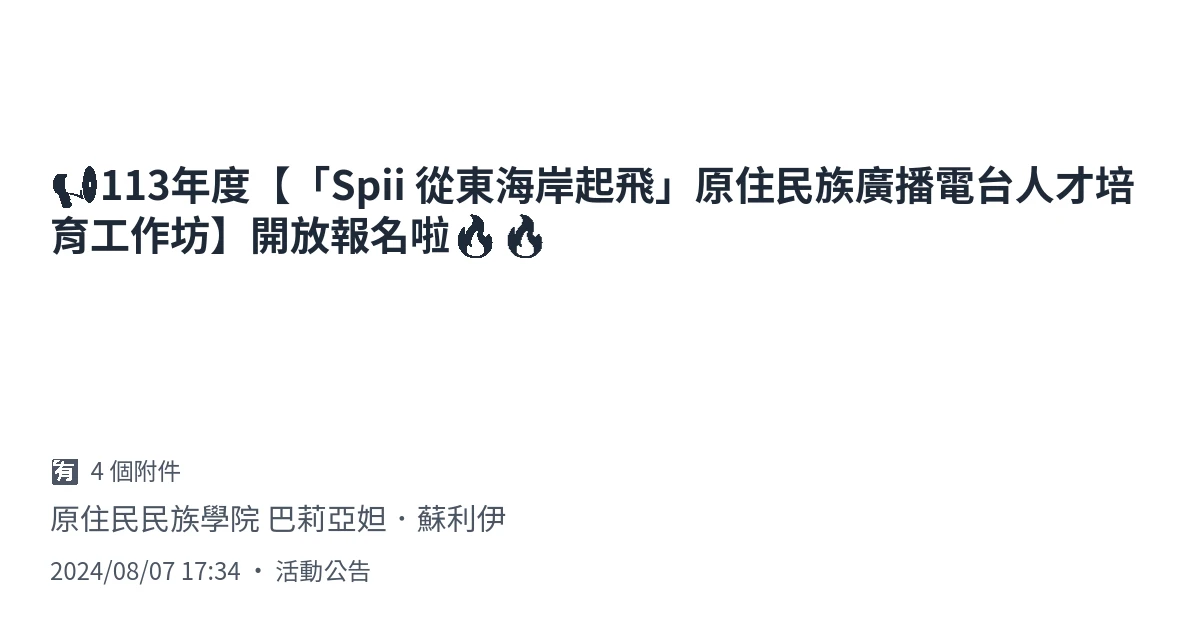 📢113年度【「Spii 從東海岸起飛」原住民族廣播電台人才培
育工作坊】開放報名啦🔥🔥
🈶 4 個附件
原住民民族學院 巴莉亞妲・蘇利伊
2024/08/07 17:34 • 活動公告